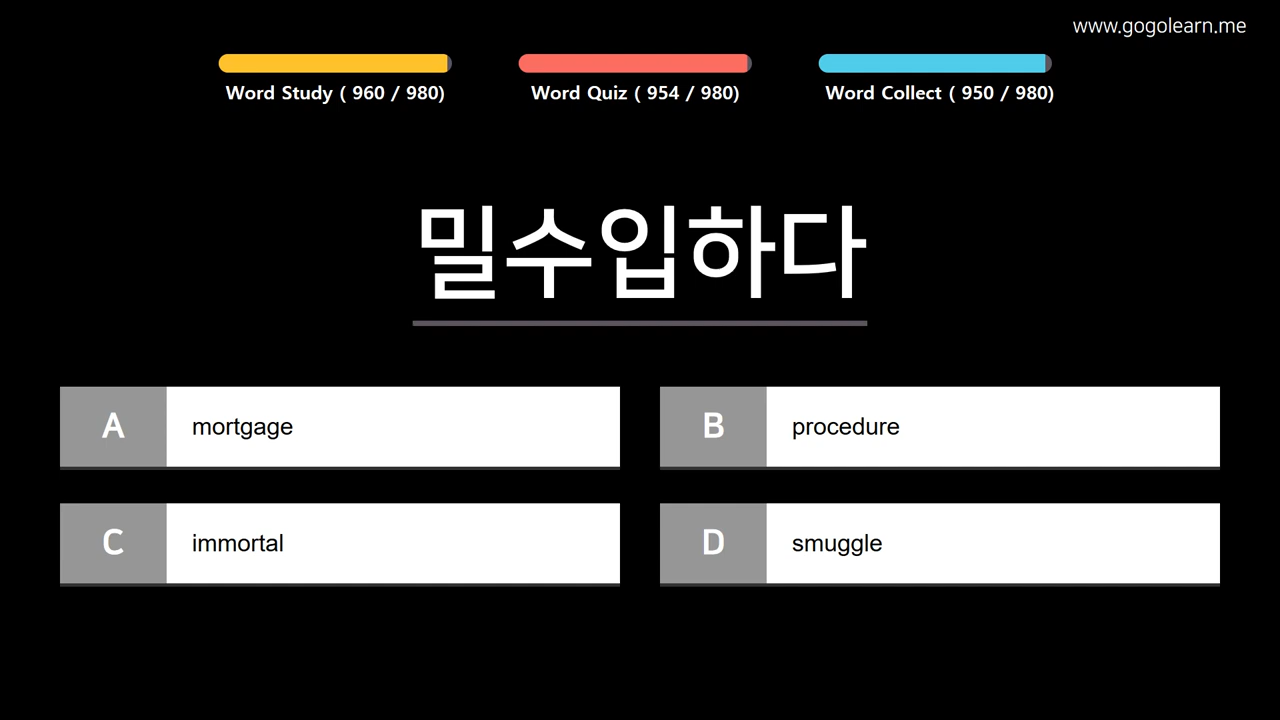 www.gogolearn.me
Word Study ( 960 / 980)
Word Quiz ( 954 / 980)
Word Collect ( 950 / 980)
밀수입하다
A mortgage
B procedure
C immortal
D smuggle